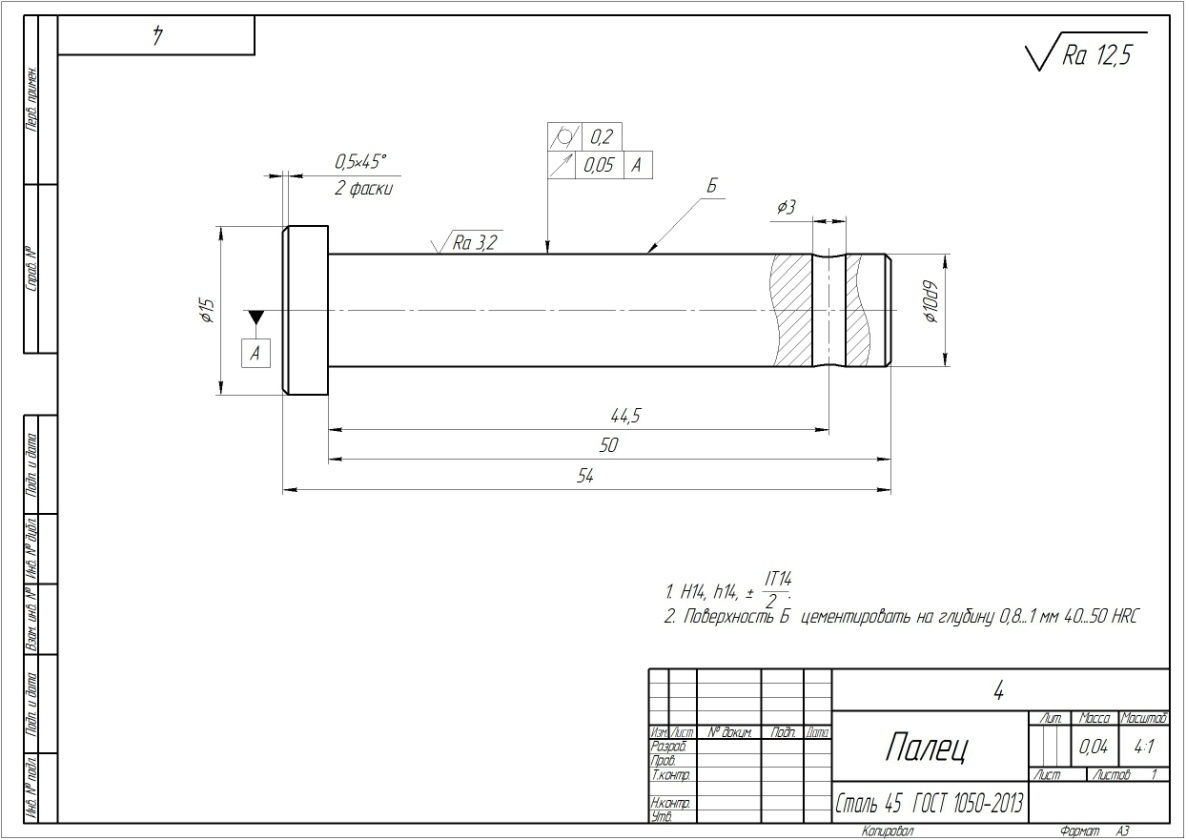 4
Перв. примен.
Справ. №
Подп. и дата
Инв. № дубл.
Взам. инв. №
Подп. и дата
Инв. № подл.
√Ra 12,5
0,2
0,05 А
0,5×45°
2 фаски
Б
⌀3
Ra 3,2
⌀15
⌀10d9
А
44,5
50
54
1. H14, h14, ± IT14/2.
2. Поверхность Б цементировать на глубину 0,8...1 мм 40...50 HRC
4
Лит. Масса Масштаб
Изм. Лист № докум. Подп. Дата
Разраб.
Пров.
Т.контр.
Н.контр.
Утв.
Палец
0,04 4:1
Лист Листов 1
Сталь 45 ГОСТ 1050-2013
Копировал Формат А3